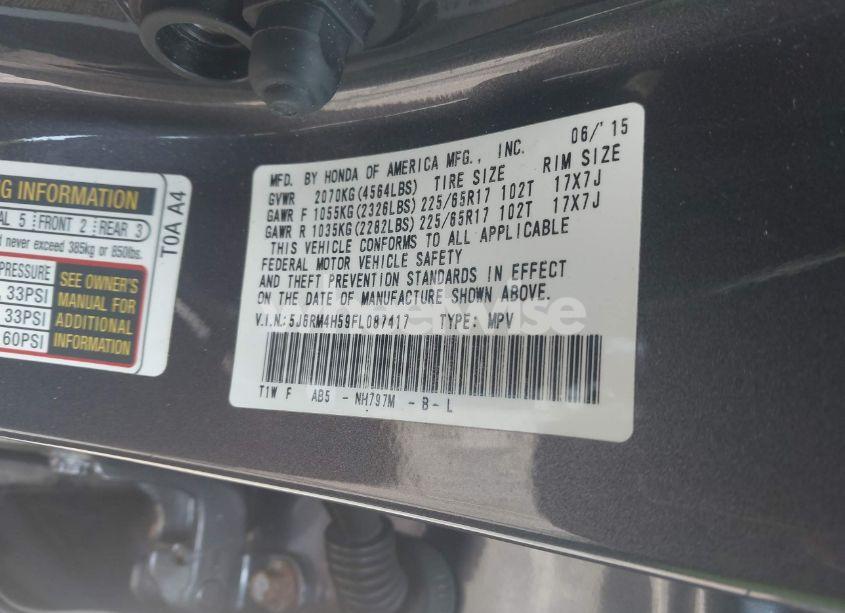 NG INFORMATION
AL 5 FRONT 2 REAR 3
d never exceed 385kg or 850lbs.
PRESSURE
33PSI
33PSI
60PSI
SEE OWNER'S
MANUAL FOR
ADDITIONAL
INFORMATION
T0A A4
MFD. BY HONDA OF AMERICA MFG., INC. 06/'15
GVWR 2070KG(4564LBS) TIRE SIZE RIM SIZE
GAWR F 1055KG(2326LBS) 225/65R17 102T 17X7J
GAWR R 1035KG(2282LBS) 225/65R17 102T 17X7J
THIS VEHICLE CONFORMS TO ALL APPLICABLE
FEDERAL MOTOR VEHICLE SAFETY
AND THEFT PREVENTION STANDARDS IN EFFECT
ON THE DATE OF MANUFACTURE SHOWN ABOVE.
V.I.N.:5J6RM4H59FL087417 TYPE: MPV
T1W F AB5 - NH797M - B - L